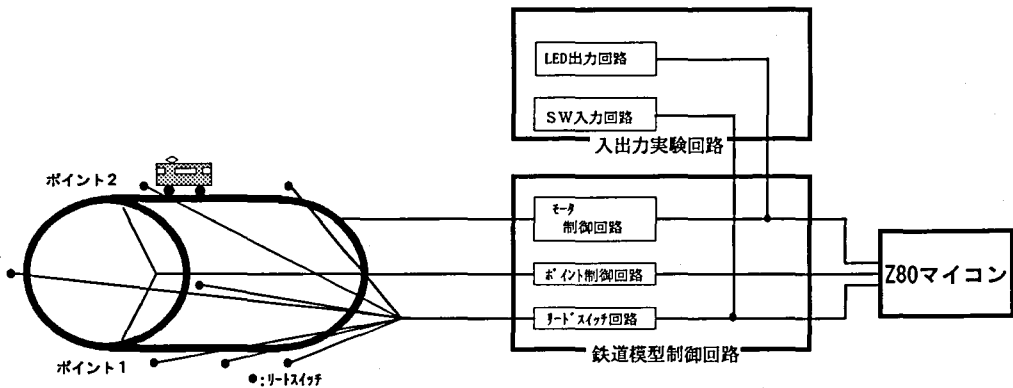 LED出力回路
SW入力回路
入出力実験回路
ポイント2
モータ
制御回路
ポイント制御回路
Z80マイコン
リードスイッチ回路
鉄道模型制御回路
ポイント1
●:リートスイッチ